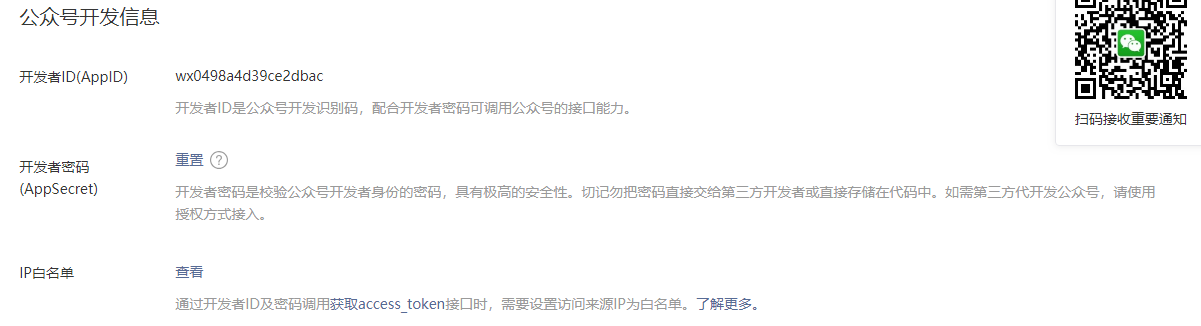 公众号开发信息
开发者ID(AppID)
wx0498a4d39ce2dbac
开发者ID是公众号开发识别码，配合开发者密码可调用公众号的接口能力。
扫码接收重要通知
开发者密码
(AppSecret)
重置 ?
开发者密码是校验公众号开发者身份的密码，具有极高的安全性。切记勿把密码直接交给第三方开发者或直接存储在代码中。如需第三方代开发公众号，请使用
授权方式接入。
IP白名单
查看
通过开发者ID及密码调用获取access_token接口时，需要设置访问来源IP为白名单。了解更多。